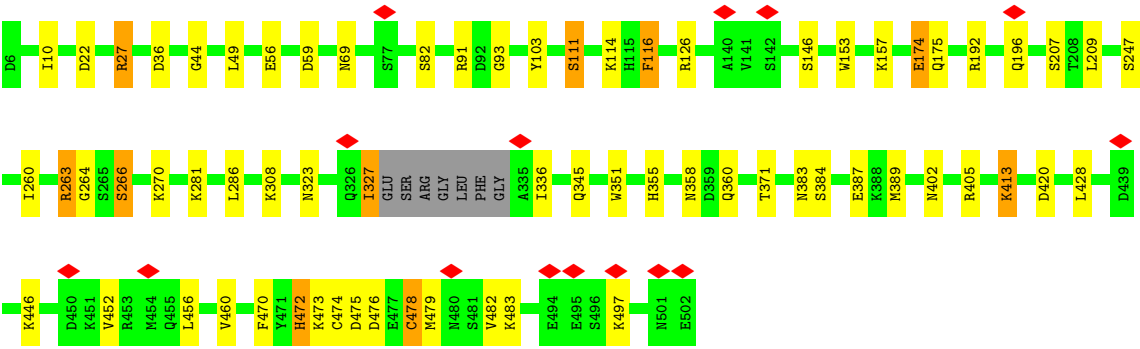 D6 I10 D22 R27 D36 G44 L49 E56 D59 N69 S77 S82 R91 D92 G93 Y103 S111 K114 H115 F116 R126 A140 V141 S142 S146 W153 K157 E174 Q175 R192 Q196 S207 T208 L209 S247
I260 R263 G264 S265 S266 K270 K281 L286 K308 N323 Q326 I327 GLU SER ARG GLY LEU PHE GLY A335 I336 Q345 W351 H355 N358 D359 Q360 T371 N383 S384 E387 K388 M389 N402 R405 K413 D420 L428 D439
K446 D450 K451 V452 R453 M454 Q455 L456 V460 F470 Y471 H472 K473 C474 D475 D476 E477 C478 M479 N480 S481 V482 K483 E494 E495 S496 K497 N501 E502